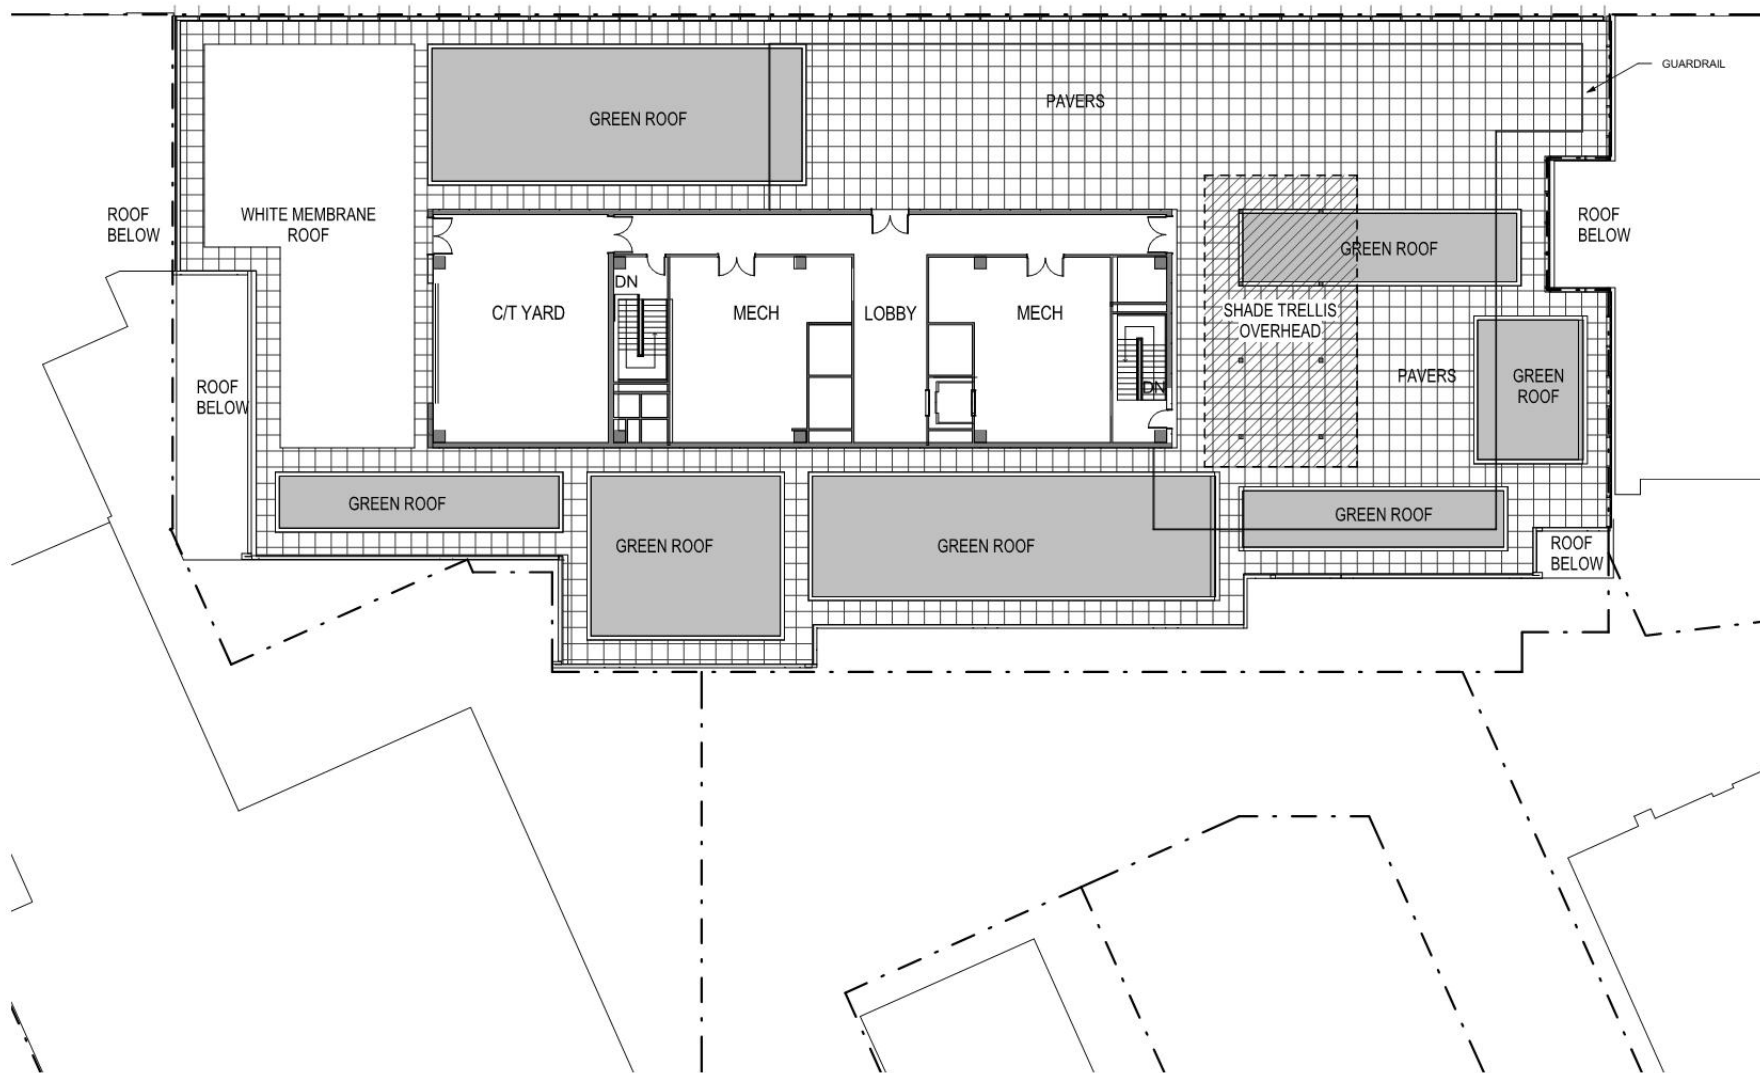 GUARDRAIL
PAVERS
GREEN ROOF
ROOF
BELOW
WHITE MEMBRANE
ROOF
ROOF
BELOW
GREEN ROOF
DN
C/T YARD
MECH
LOBBY
MECH
SHADE TRELLIS
OVERHEAD
ROOF
BELOW
DN
PAVERS
GREEN
ROOF
GREEN ROOF
GREEN ROOF
GREEN ROOF
GREEN ROOF
ROOF
BELOW